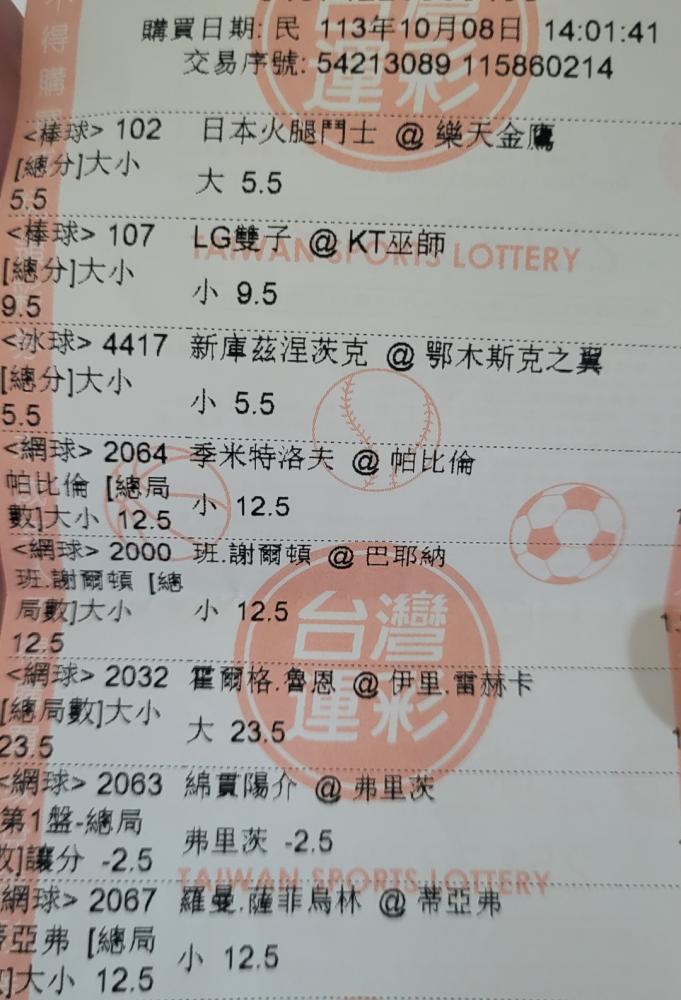 購買日期: 民 113年10月08日 14:01:41
交易序號: 54213089 115860214
<棒球> 102 日本火腿鬥士 @ 樂天金鷹
[總分]大小
大 5.5
5.5
<棒球> 107 LG雙子 @ KT巫師
TAIWAN SPORTS LOTTERY
[總分]大小
小 9.5
9.5
<冰球> 4417 新庫茲涅茨克 @ 鄂木斯克之翼
[總分]大小
小 5.5
5.5
<網球> 2064 季米特洛夫 @ 帕比倫
帕比倫 [總局
小 12.5
數]大小 12.5
<網球> 2000 班.謝爾頓 @ 巴耶納
班.謝爾頓 [總
局數]大小 小 12.5
12.5
台灣
運彩
<網球> 2032 霍爾格.魯恩 @ 伊里.雷赫卡
[總局數]大小
大 23.5
23.5
<網球> 2063 綿貫陽介 @ 弗里茨
第1盤-總局
弗里茨 -2.5
數]讓分 -2.5
TAIWAN SPORTS LOTTERY
網球> 2067 羅曼.薩菲烏林 @ 蒂亞弗
蒂亞弗 [總局
小 12.5
]大小 12.5
得購
運彩